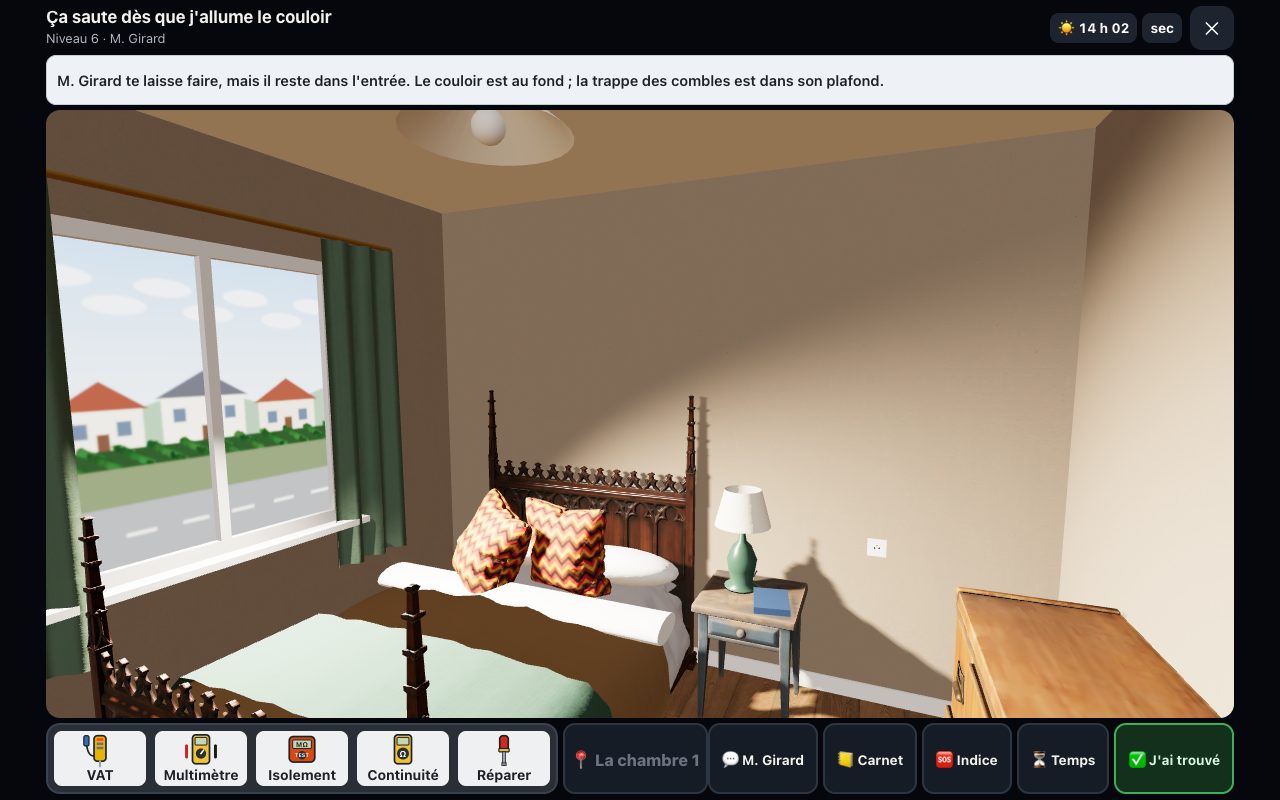 Ça saute dès que j'allume le couloir
Niveau 6 · M. Girard
☀️ 14 h 02
sec
M. Girard te laisse faire, mais il reste dans l'entrée. Le couloir est au fond ; la trappe des combles est dans son plafond.
VAT
Multimètre
MΩ
TEST
Isolement
Ω
Continuité
Réparer
📍 La chambre 1
💬 M. Girard
📒 Carnet
🆘 Indice
⏳ Temps
✅ J'ai trouvé